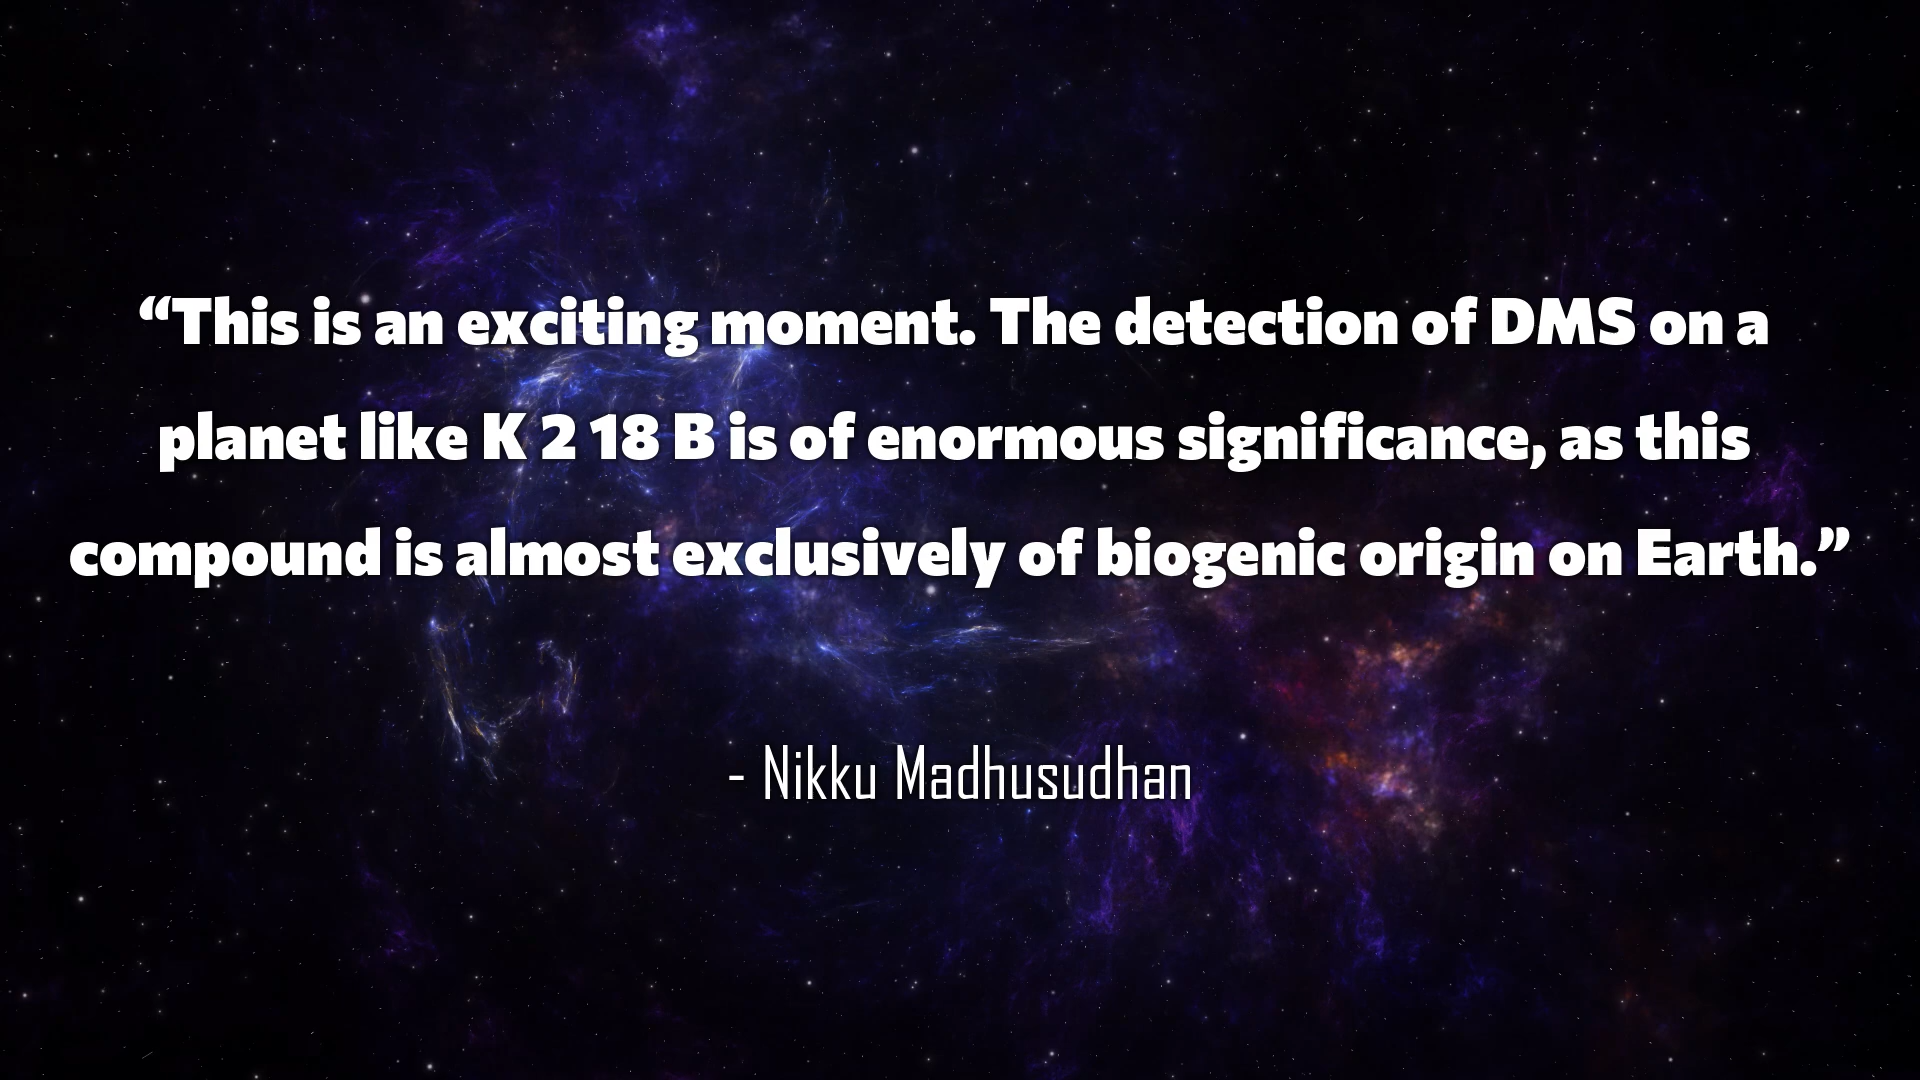 “This is an exciting moment. The detection of DMS on a
planet like K 2 18 B is of enormous significance, as this
compound is almost exclusively of biogenic origin on Earth.”
- Nikku Madhusudhan